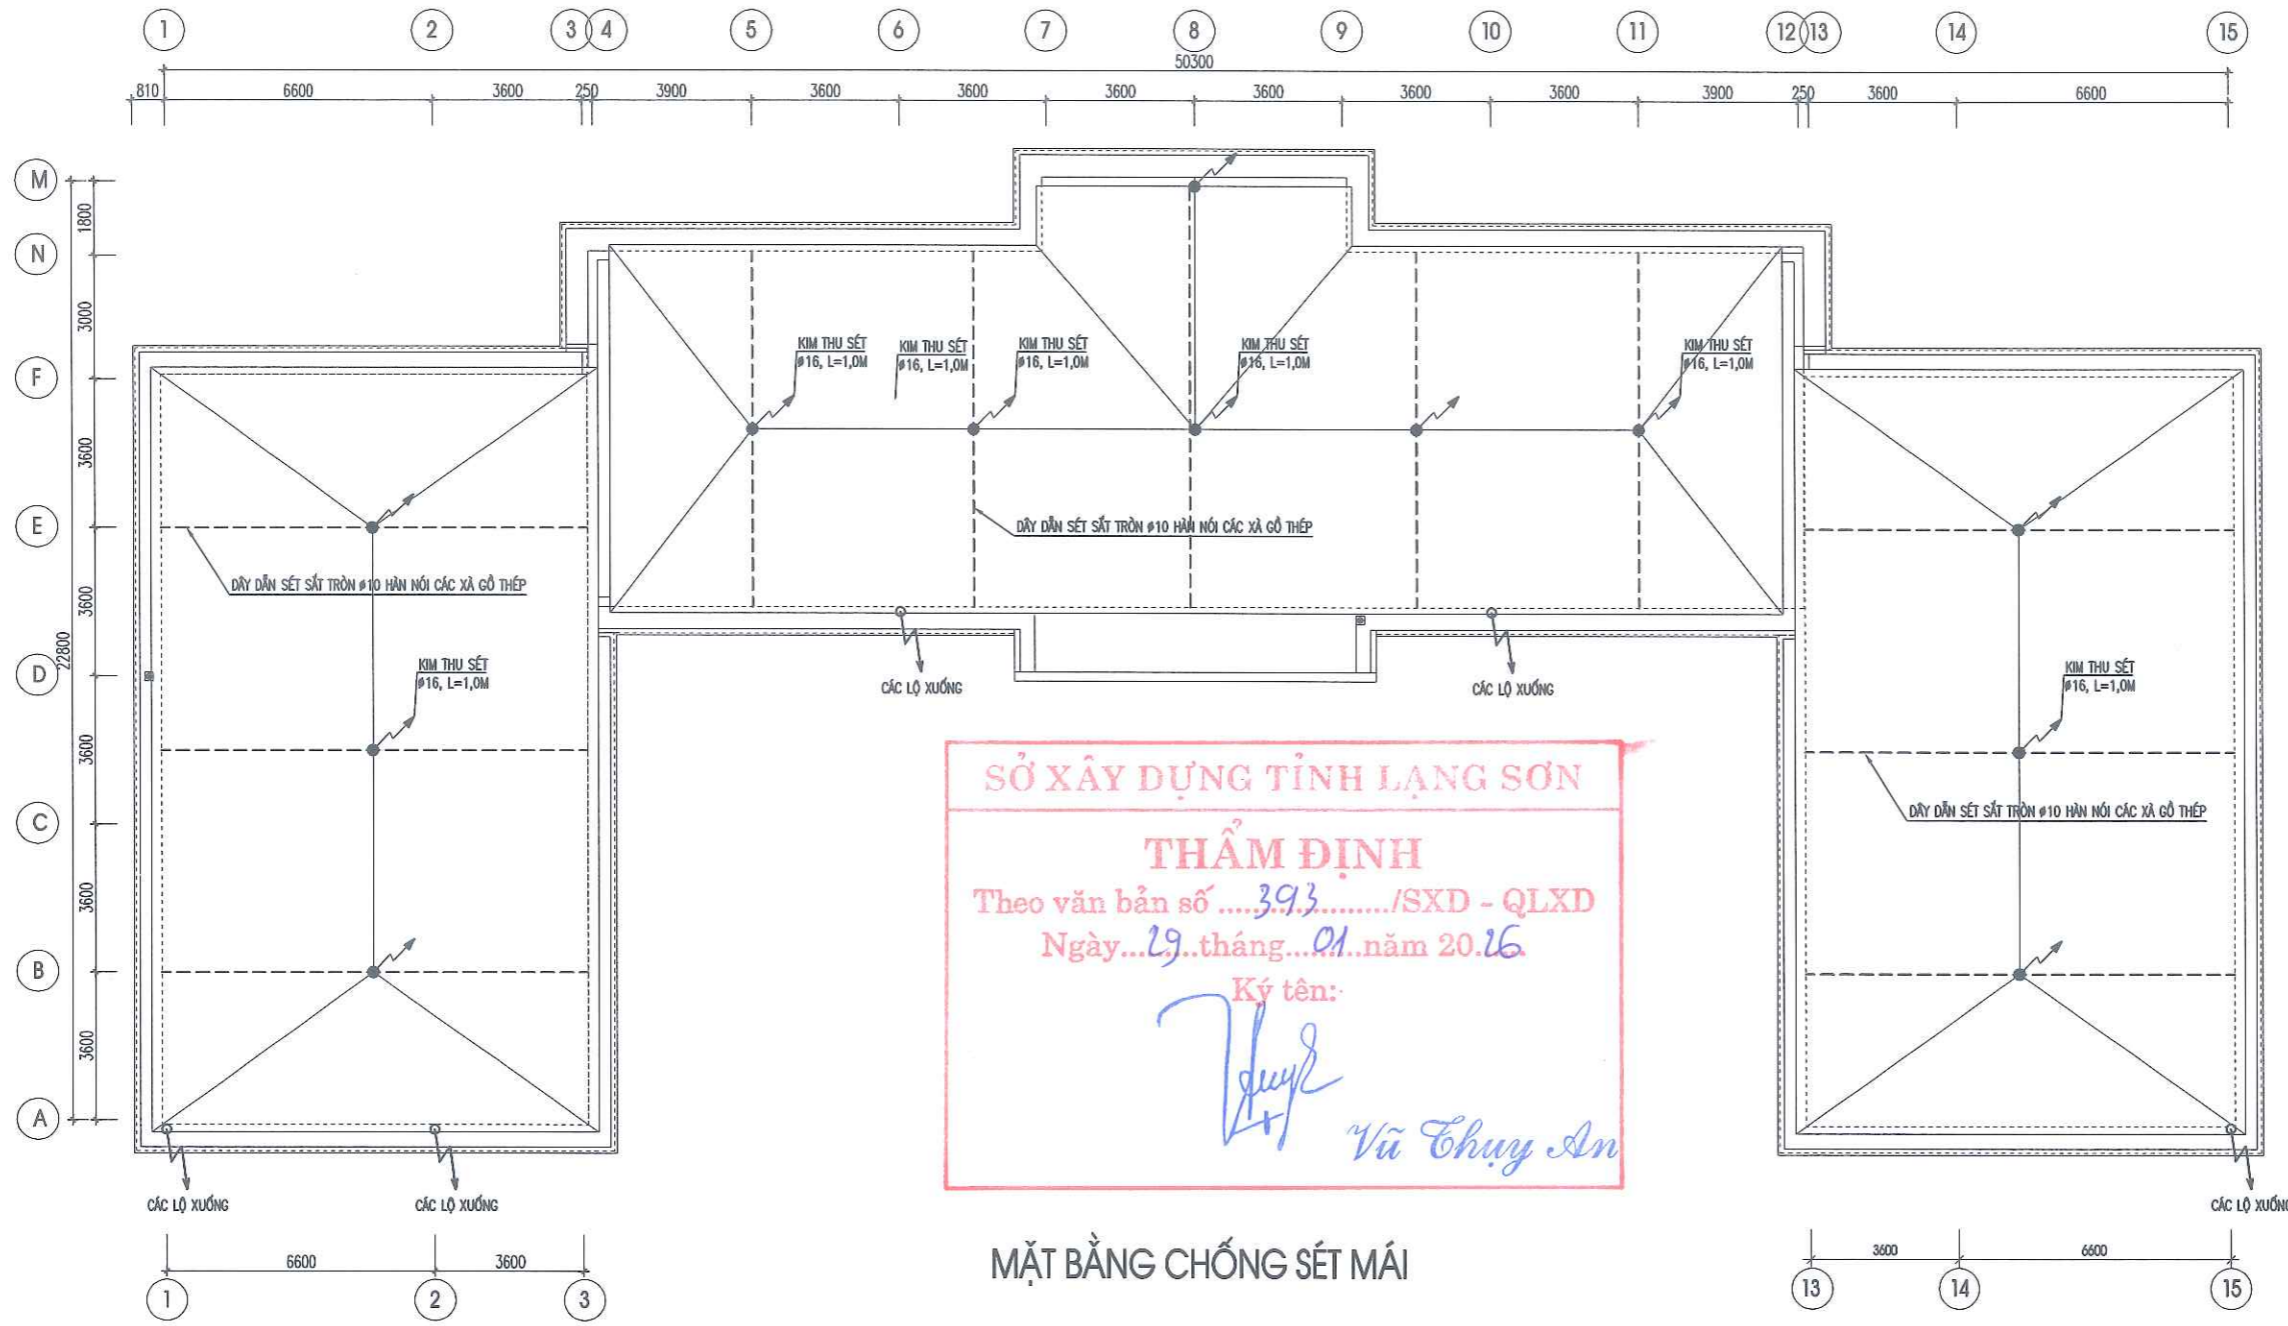 1 2 3 4 5 6 7 8 9 10 11 12 13 14 15
50300
810 6600 3600 250 3900 3600 3600 3600 3600 3600 3600 3900 250 3600 6600
M
1800
N
3000
F
3600
E
3600
22800
D
3600
C
3600
B
3600
A
KIM THU SÉT
ø16, L=1,0M
KIM THU SÉT
ø16, L=1,0M
KIM THU SÉT
ø16, L=1,0M
KIM THU SÉT
ø16, L=1,0M
KIM THU SÉT
ø16, L=1,0M
DÂY DẪN SÉT SẮT TRÒN ø10 HÀN NÓI CÁC XÀ GỒ THÉP
DÂY DẪN SÉT SẮT TRÒN ø10 HÀN NÓI CÁC XÀ GỒ THÉP
KIM THU SÉT
ø16, L=1,0M
CÁC LỘ XUỐNG
CÁC LỘ XUỐNG
KIM THU SÉT
ø16, L=1,0M
DÂY DẪN SÉT SẮT TRÒN ø10 HÀN NÓI CÁC XÀ GỒ THÉP
SỞ XÂY DỰNG TỈNH LẠNG SƠN
THẨM ĐỊNH
Theo văn bản số .....393........../SXD - QLXD
Ngày...29...tháng...01..năm 20.26
Ký tên:
Vũ Thụy An
CÁC LỘ XUỐNG
CÁC LỘ XUỐNG
CÁC LỘ XUỐNG
6600 3600
1 2 3
MẶT BẰNG CHỐNG SÉT MÁI
3600 6600
13 14 15